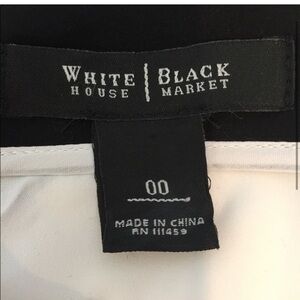 WHITE | BLACK
HOUSE MARKET
00
MADE IN CHINA
RN 111459